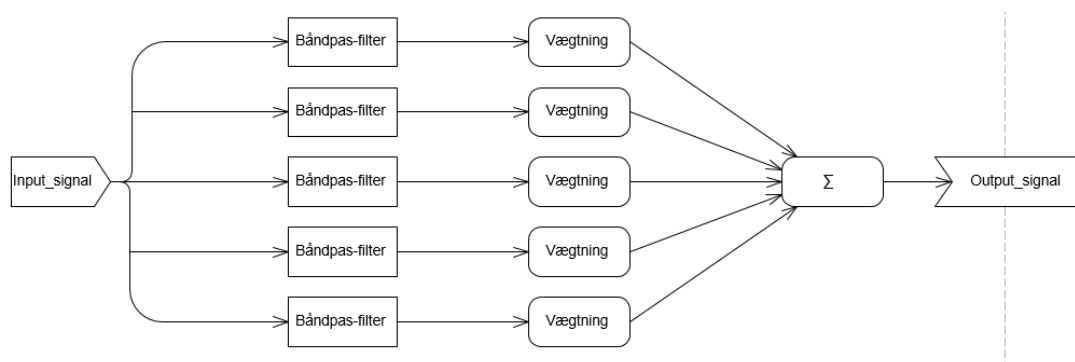 Båndpas-filter
Vægtning
Båndpas-filter
Vægtning
Input_signal
Båndpas-filter
Vægtning
Σ
Output_signal
Båndpas-filter
Vægtning
Båndpas-filter
Vægtning